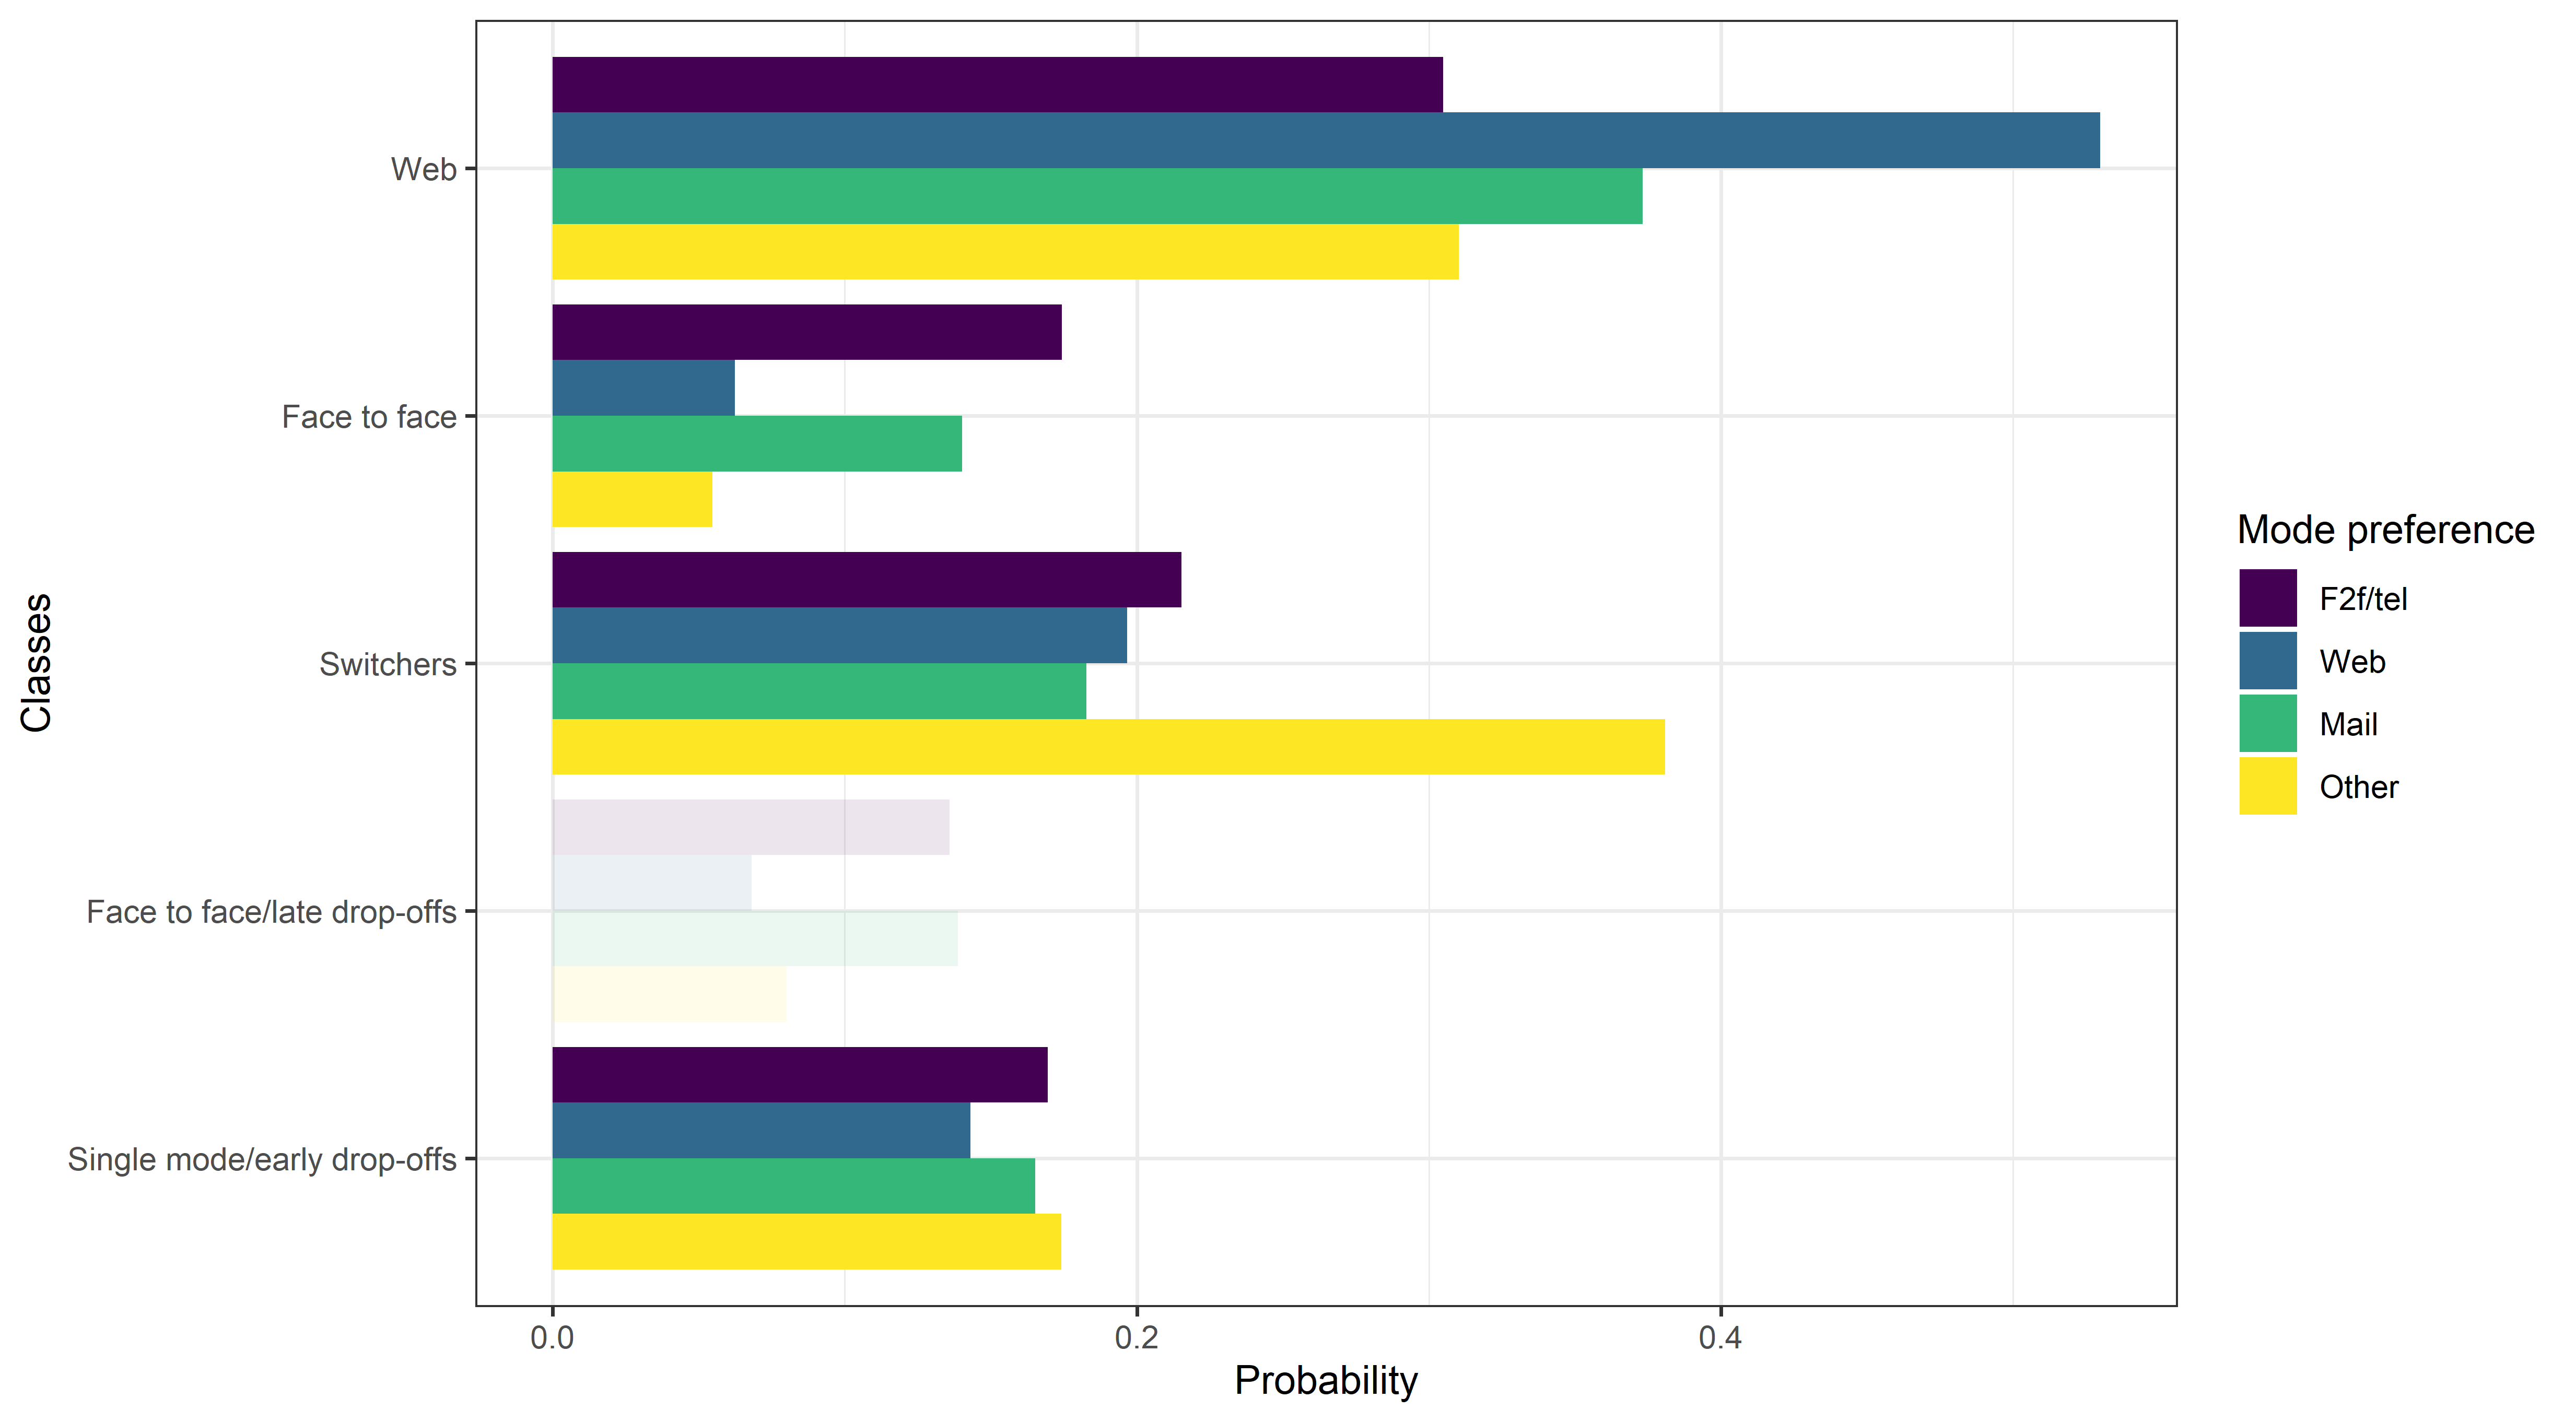 Web
Face to face
Switchers
Face to face/late drop-offs
Single mode/early drop-offs
Classes
0.0
0.2
0.4
Probability
Mode preference
F2f/tel
Web
Mail
Other